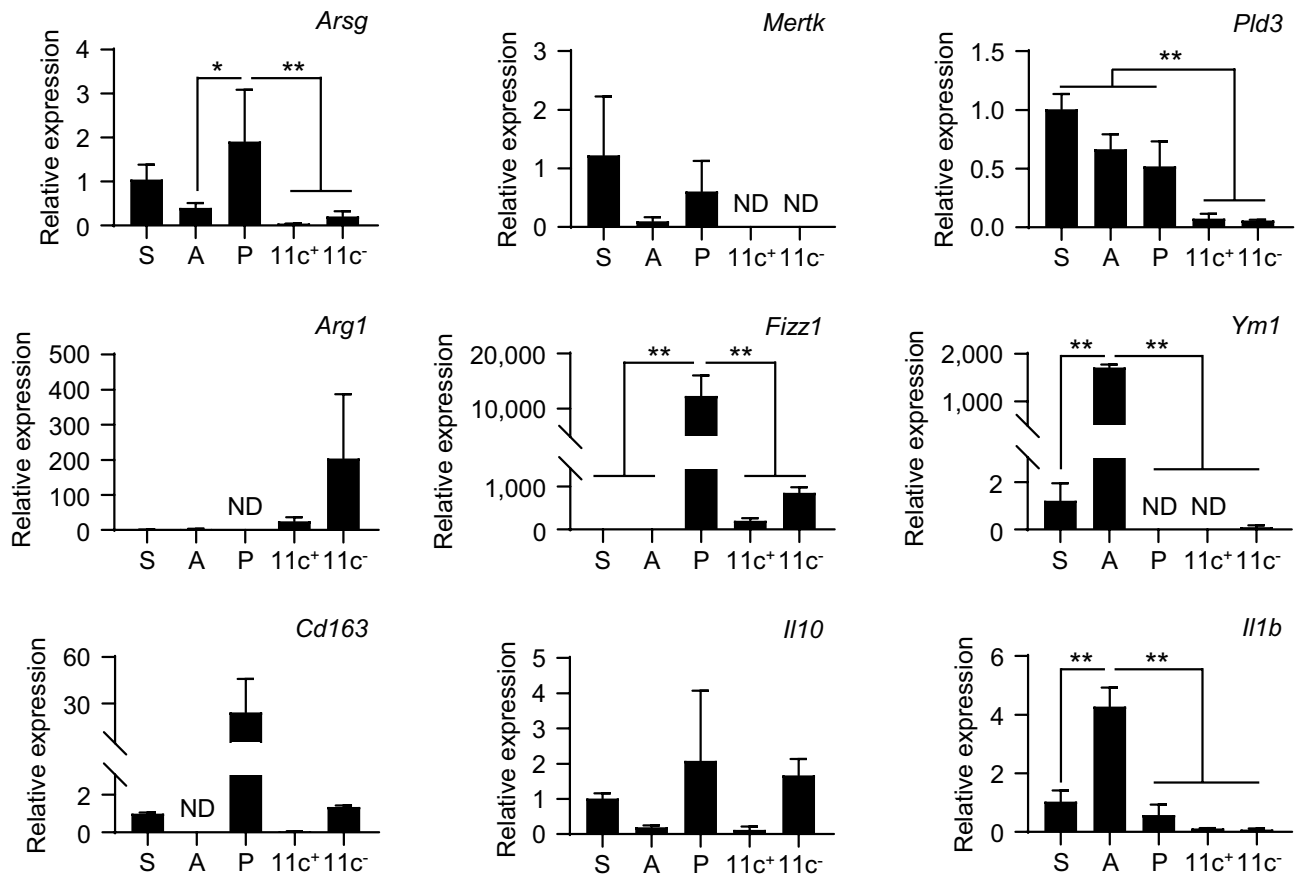 Arsg
Relative expression
4
3
2
1
0
*
**
S A P 11c⁺ 11c⁻
Mertk
Relative expression
3
2
1
0
ND ND
S A P 11c⁺ 11c⁻
Pld3
Relative expression
1.5
1.0
0.5
0.0
**
S A P 11c⁺ 11c⁻
Arg1
Relative expression
500
400
300
200
100
0
ND
S A P 11c⁺ 11c⁻
Fizz1
Relative expression
20,000
10,000
1,000
0
**
**
S A P 11c⁺ 11c⁻
Ym1
Relative expression
2,000
1,000
2
0
**
**
ND ND
S A P 11c⁺ 11c⁻
Cd163
Relative expression
60
30
2
0
ND
S A P 11c⁺ 11c⁻
Il10
Relative expression
5
4
3
2
1
0
S A P 11c⁺ 11c⁻
Il1b
Relative expression
6
4
2
0
**
**
S A P 11c⁺ 11c⁻